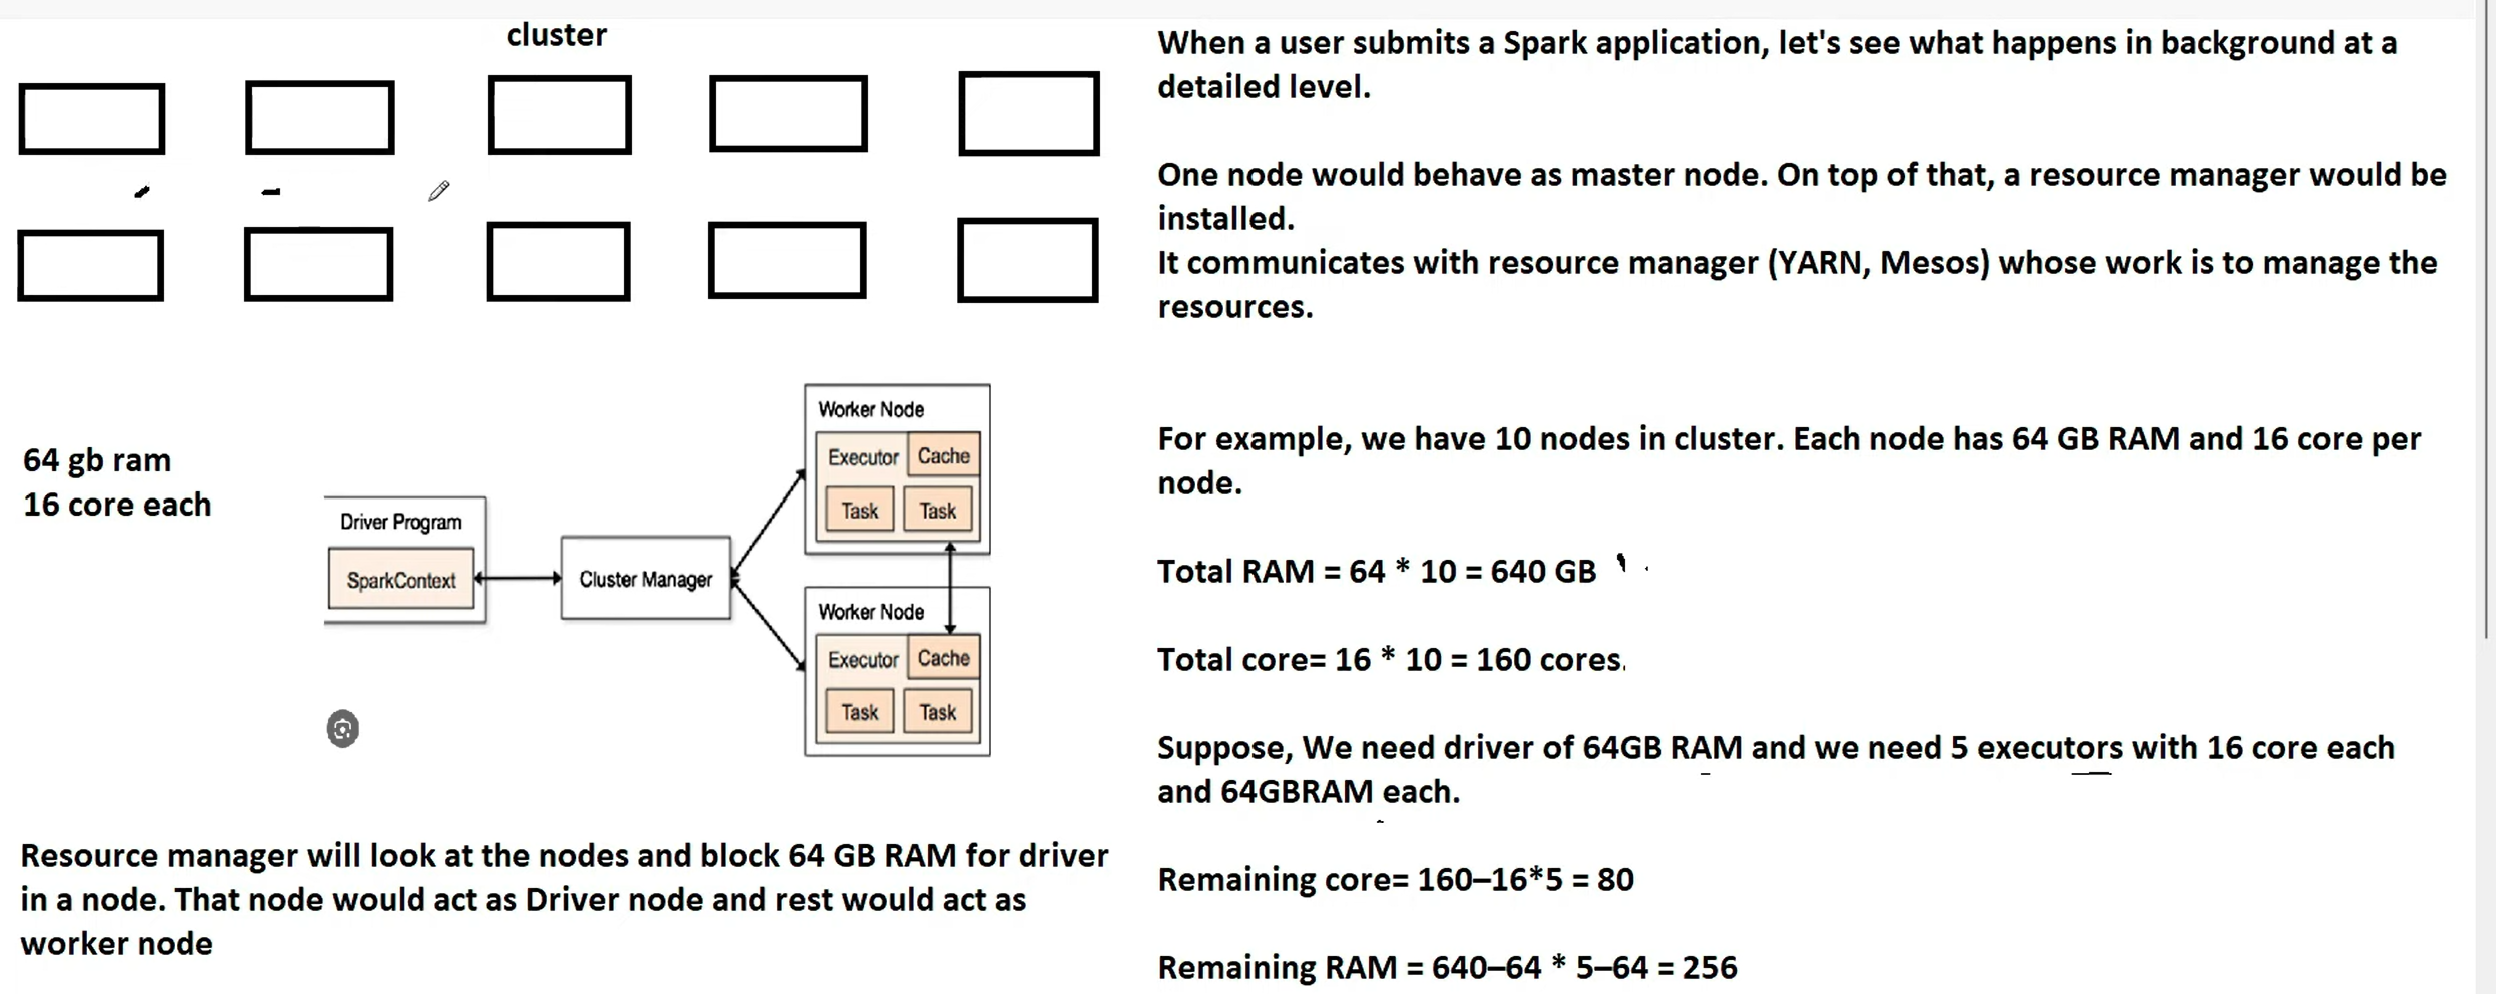 cluster
64 gb ram
16 core each
Driver Program
SparkContext
Cluster Manager
Worker Node
Executor
Cache
Task
Task
Worker Node
Executor
Cache
Task
Task
Resource manager will look at the nodes and block 64 GB RAM for driver
in a node. That node would act as Driver node and rest would act as
worker node
When a user submits a Spark application, let's see what happens in background at a
detailed level.
One node would behave as master node. On top of that, a resource manager would be
installed.
It communicates with resource manager (YARN, Mesos) whose work is to manage the
resources.
For example, we have 10 nodes in cluster. Each node has 64 GB RAM and 16 core per
node.
Total RAM = 64 * 10 = 640 GB
Total core= 16 * 10 = 160 cores.
Suppose, We need driver of 64GB RAM and we need 5 executors with 16 core each
and 64GBRAM each.
Remaining core= 160–16*5 = 80
Remaining RAM = 640–64 * 5–64 = 256